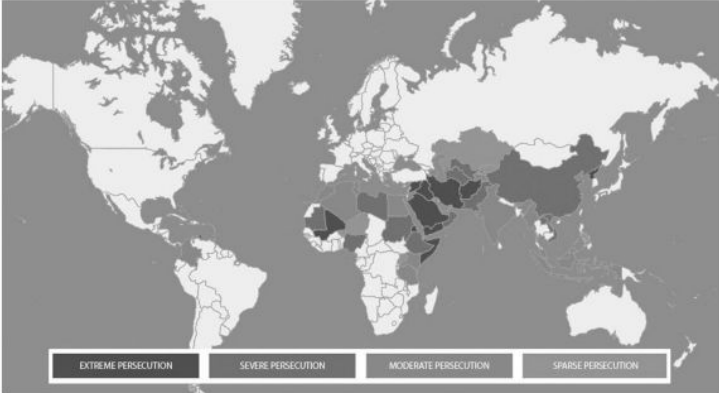 EXTREME PERSECUTION
SEVERE PERSECUTION
MODERATE PERSECUTION
SPARSE PERSECUTION